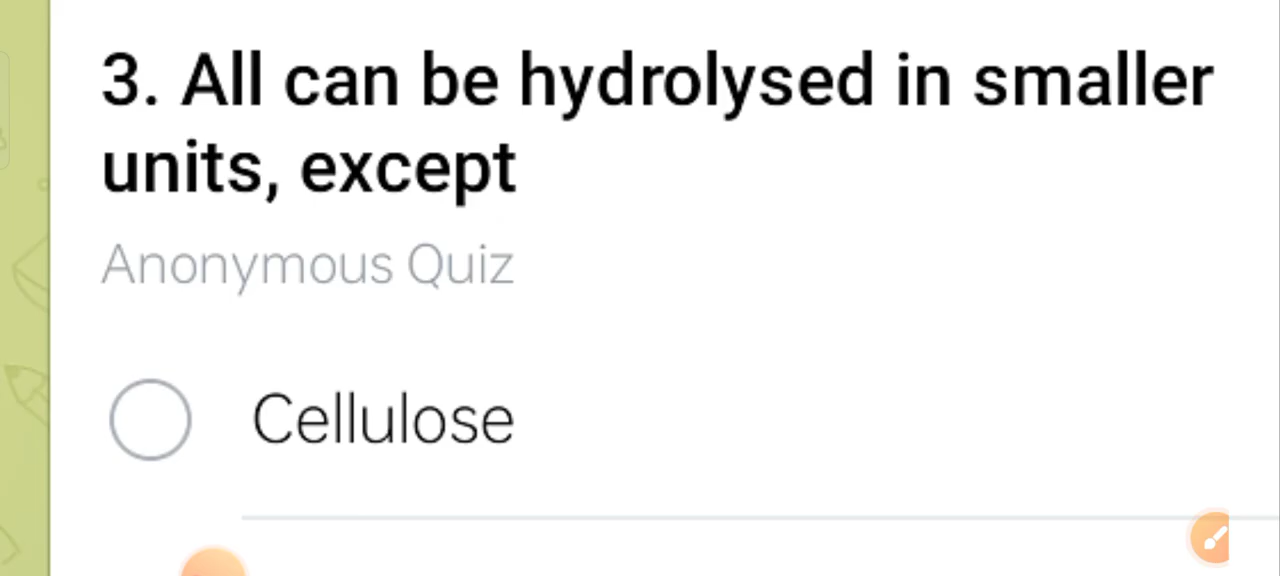 3. All can be hydrolysed in smaller
units, except
Anonymous Quiz
Cellulose